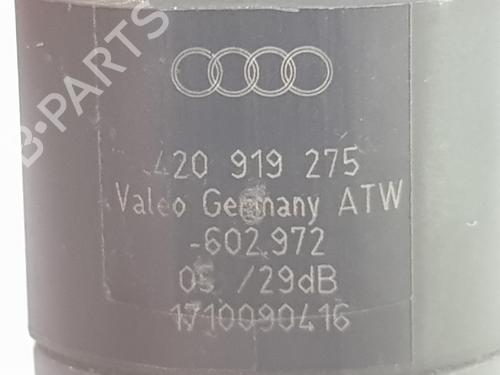 B-PARTS
420 919 275
Valeo Germany ATW
-602.972
05 /29dB
1710090416